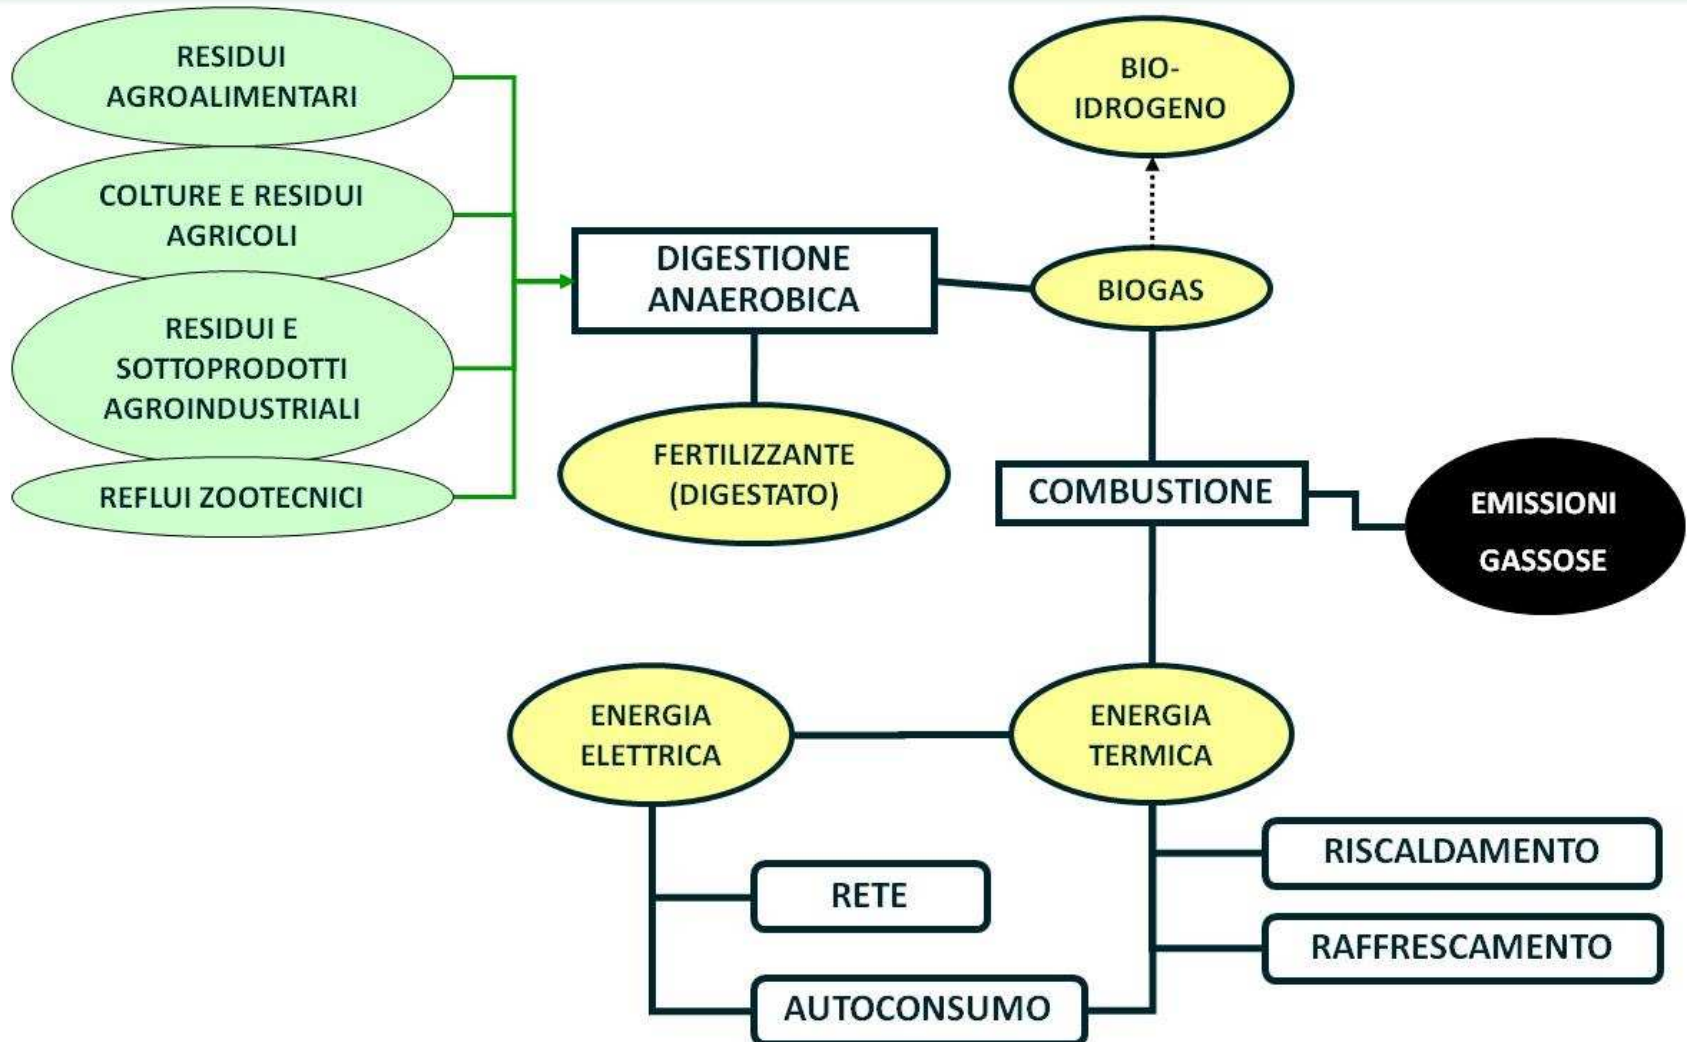 RESIDUI
AGROALIMENTARI
COLTURE E RESIDUI
AGRICOLI
RESIDUI E
SOTTOPRODOTTI
AGROINDUSTRIALI
REFLUI ZOOTECNICI
DIGESTIONE
ANAEROBICA
FERTILIZZANTE
(DIGESTATO)
BIO-
IDROGENO
BIOGAS
COMBUSTIONE
EMISSIONI
GASSOSE
ENERGIA
ELETTRICA
ENERGIA
TERMICA
RETE
AUTOCONSUMO
RISCALDAMENTO
RAFFRESCAMENTO